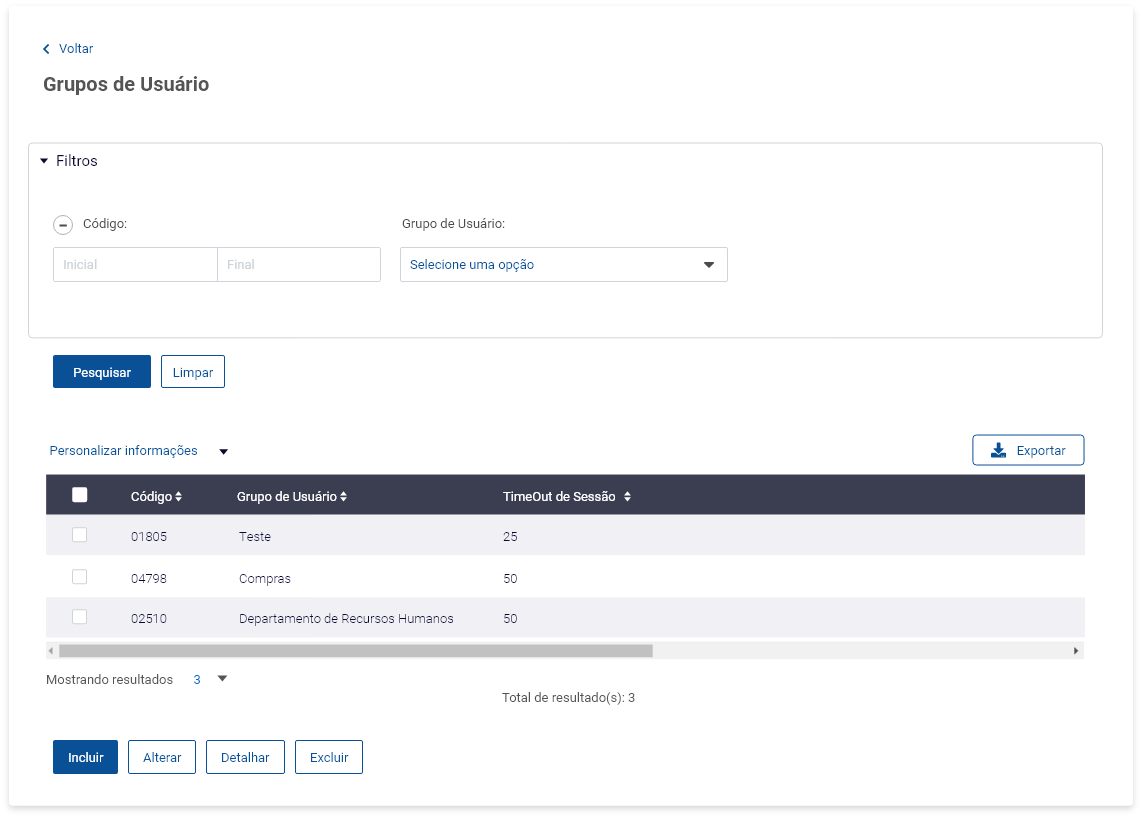 Voltar
Grupos de Usuário
Filtros
Código: Grupo de Usuário:
Inicial Final Selecione uma opção
Pesquisar Limpar
Personalizar informações Exportar
Código Grupo de Usuário TimeOut de Sessão
01805 Teste 25
04798 Compras 50
02510 Departamento de Recursos Humanos 50
Mostrando resultados 3
Total de resultado(s): 3
Incluir Alterar Detalhar Excluir